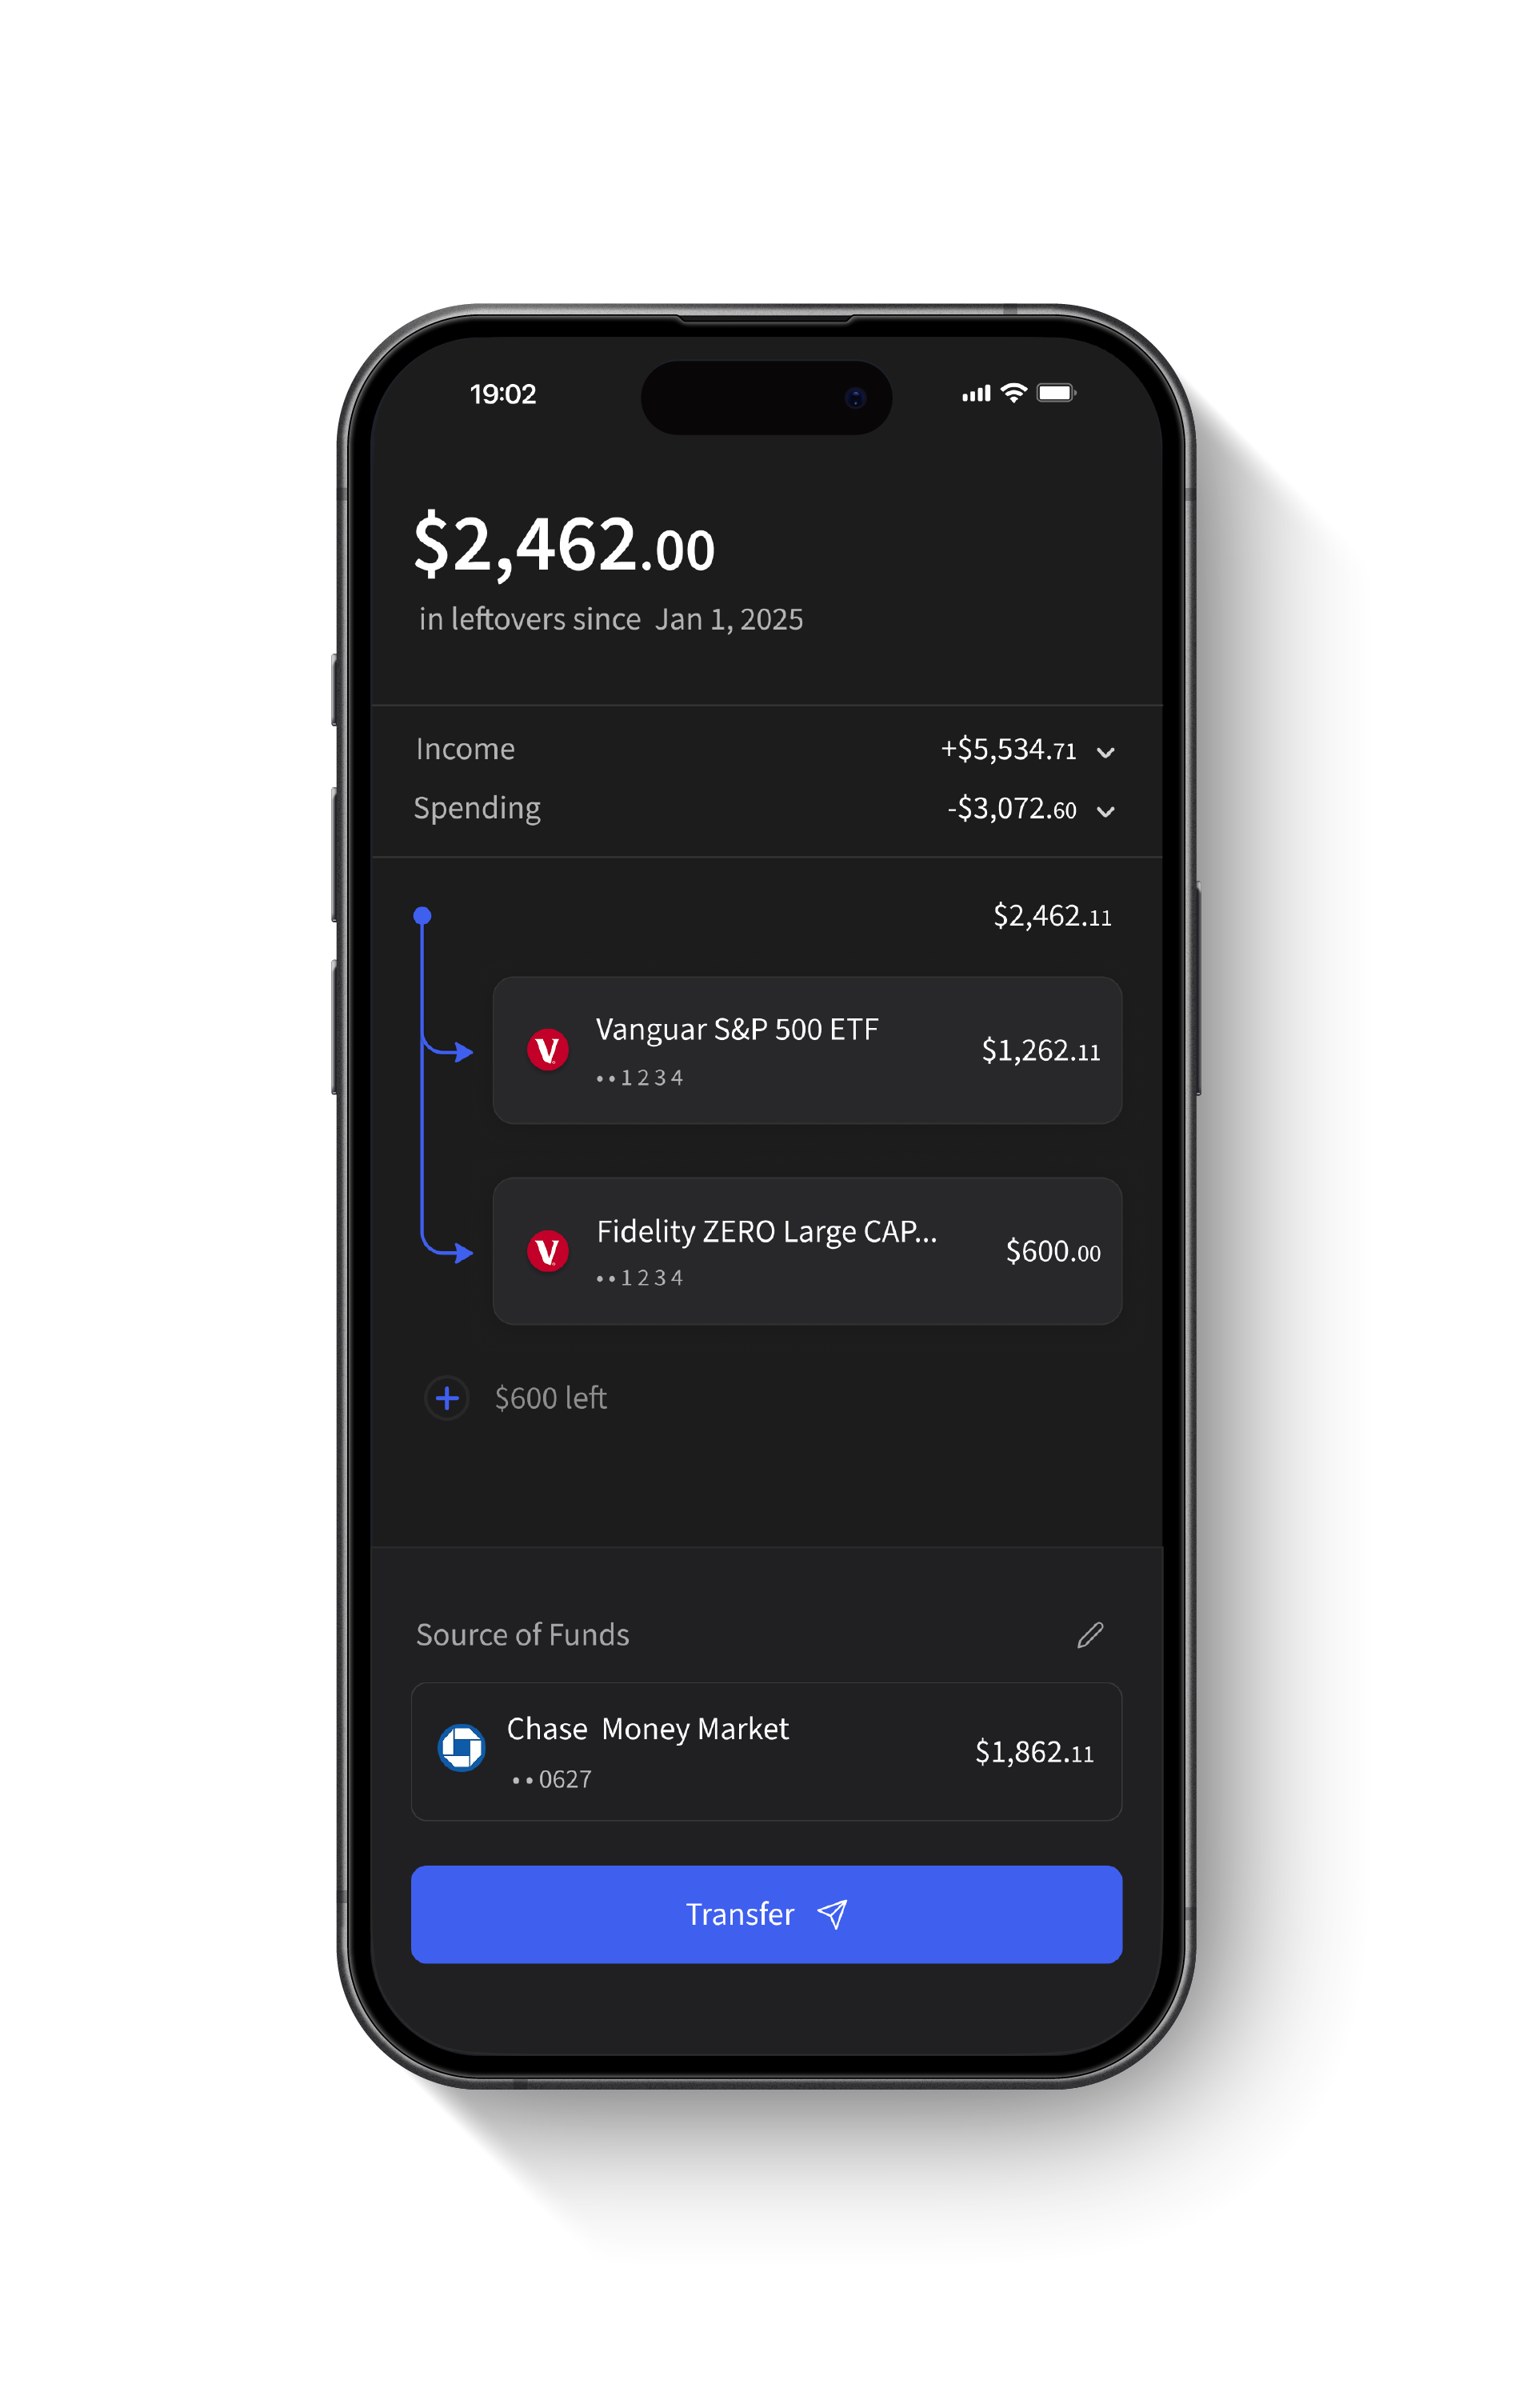 19:02
$2,462.00
in leftovers since Jan 1, 2025
Income +$5,534.71
Spending -$3,072.60
$2,462.11
Vanguar S&P 500 ETF
••1234
$1,262.11
Fidelity ZERO Large CAP...
••1234
$600.00
$600 left
Source of Funds
Chase Money Market
••0627
$1,862.11
Transfer